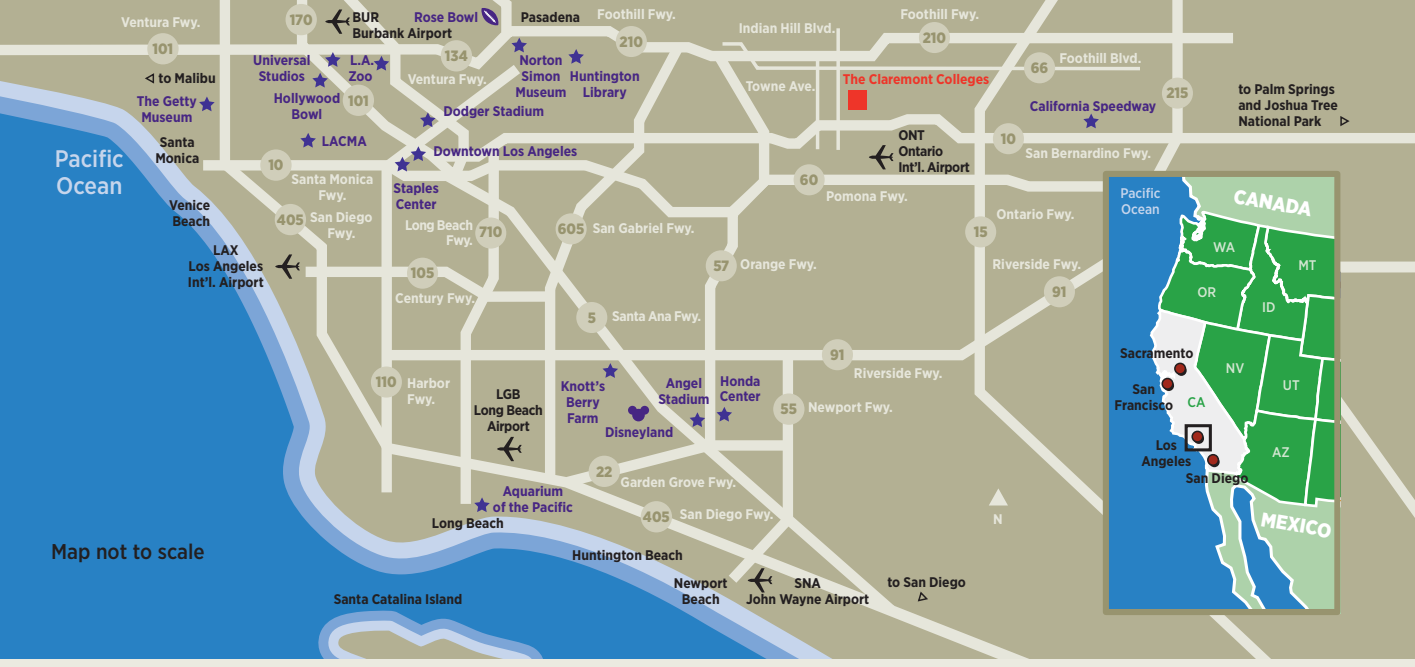 Ventura Fwy.
101
170
BUR
Burbank Airport
Rose Bowl
Pasadena
Foothill Fwy.
210
134
Ventura Fwy.
Indian Hill Blvd.
Foothill Fwy.
210
66
Foothill Blvd.
Towne Ave.
The Claremont Colleges
215
California Speedway
to Palm Springs
and Joshua Tree
National Park
to Malibu
Universal
Studios
L.A.
Zoo
Norton
Simon
Museum
Huntington
Library
The Getty
Museum
Hollywood
Bowl
101
Dodger Stadium
LACMA
Downtown Los Angeles
Santa
Monica
10
Santa Monica
Fwy.
Staples
Center
ONT
Ontario
Int'l. Airport
10
San Bernardino Fwy.
60
Pomona Fwy.
Pacific
Ocean
Venice
Beach
405
San Diego
Fwy.
Long Beach
Fwy.
710
605
San Gabriel Fwy.
Ontario Fwy.
15
LAX
Los Angeles
Int'l. Airport
105
Century Fwy.
57
Orange Fwy.
Riverside Fwy.
91
5
Santa Ana Fwy.
91
Riverside Fwy.
110
Harbor
Fwy.
LGB
Long Beach
Airport
Knott's
Berry
Farm
Disneyland
Angel
Stadium
Honda
Center
55
Newport Fwy.
22
Garden Grove Fwy.
Aquarium
of the Pacific
Long Beach
405
San Diego Fwy.
N
Map not to scale
Huntington Beach
Newport
Beach
SNA
John Wayne Airport
to San Diego
Santa Catalina Island
Pacific
Ocean
CANADA
WA
MT
OR
ID
Sacramento
San
Francisco
CA
NV
UT
Los
Angeles
AZ
San Diego
MEXICO